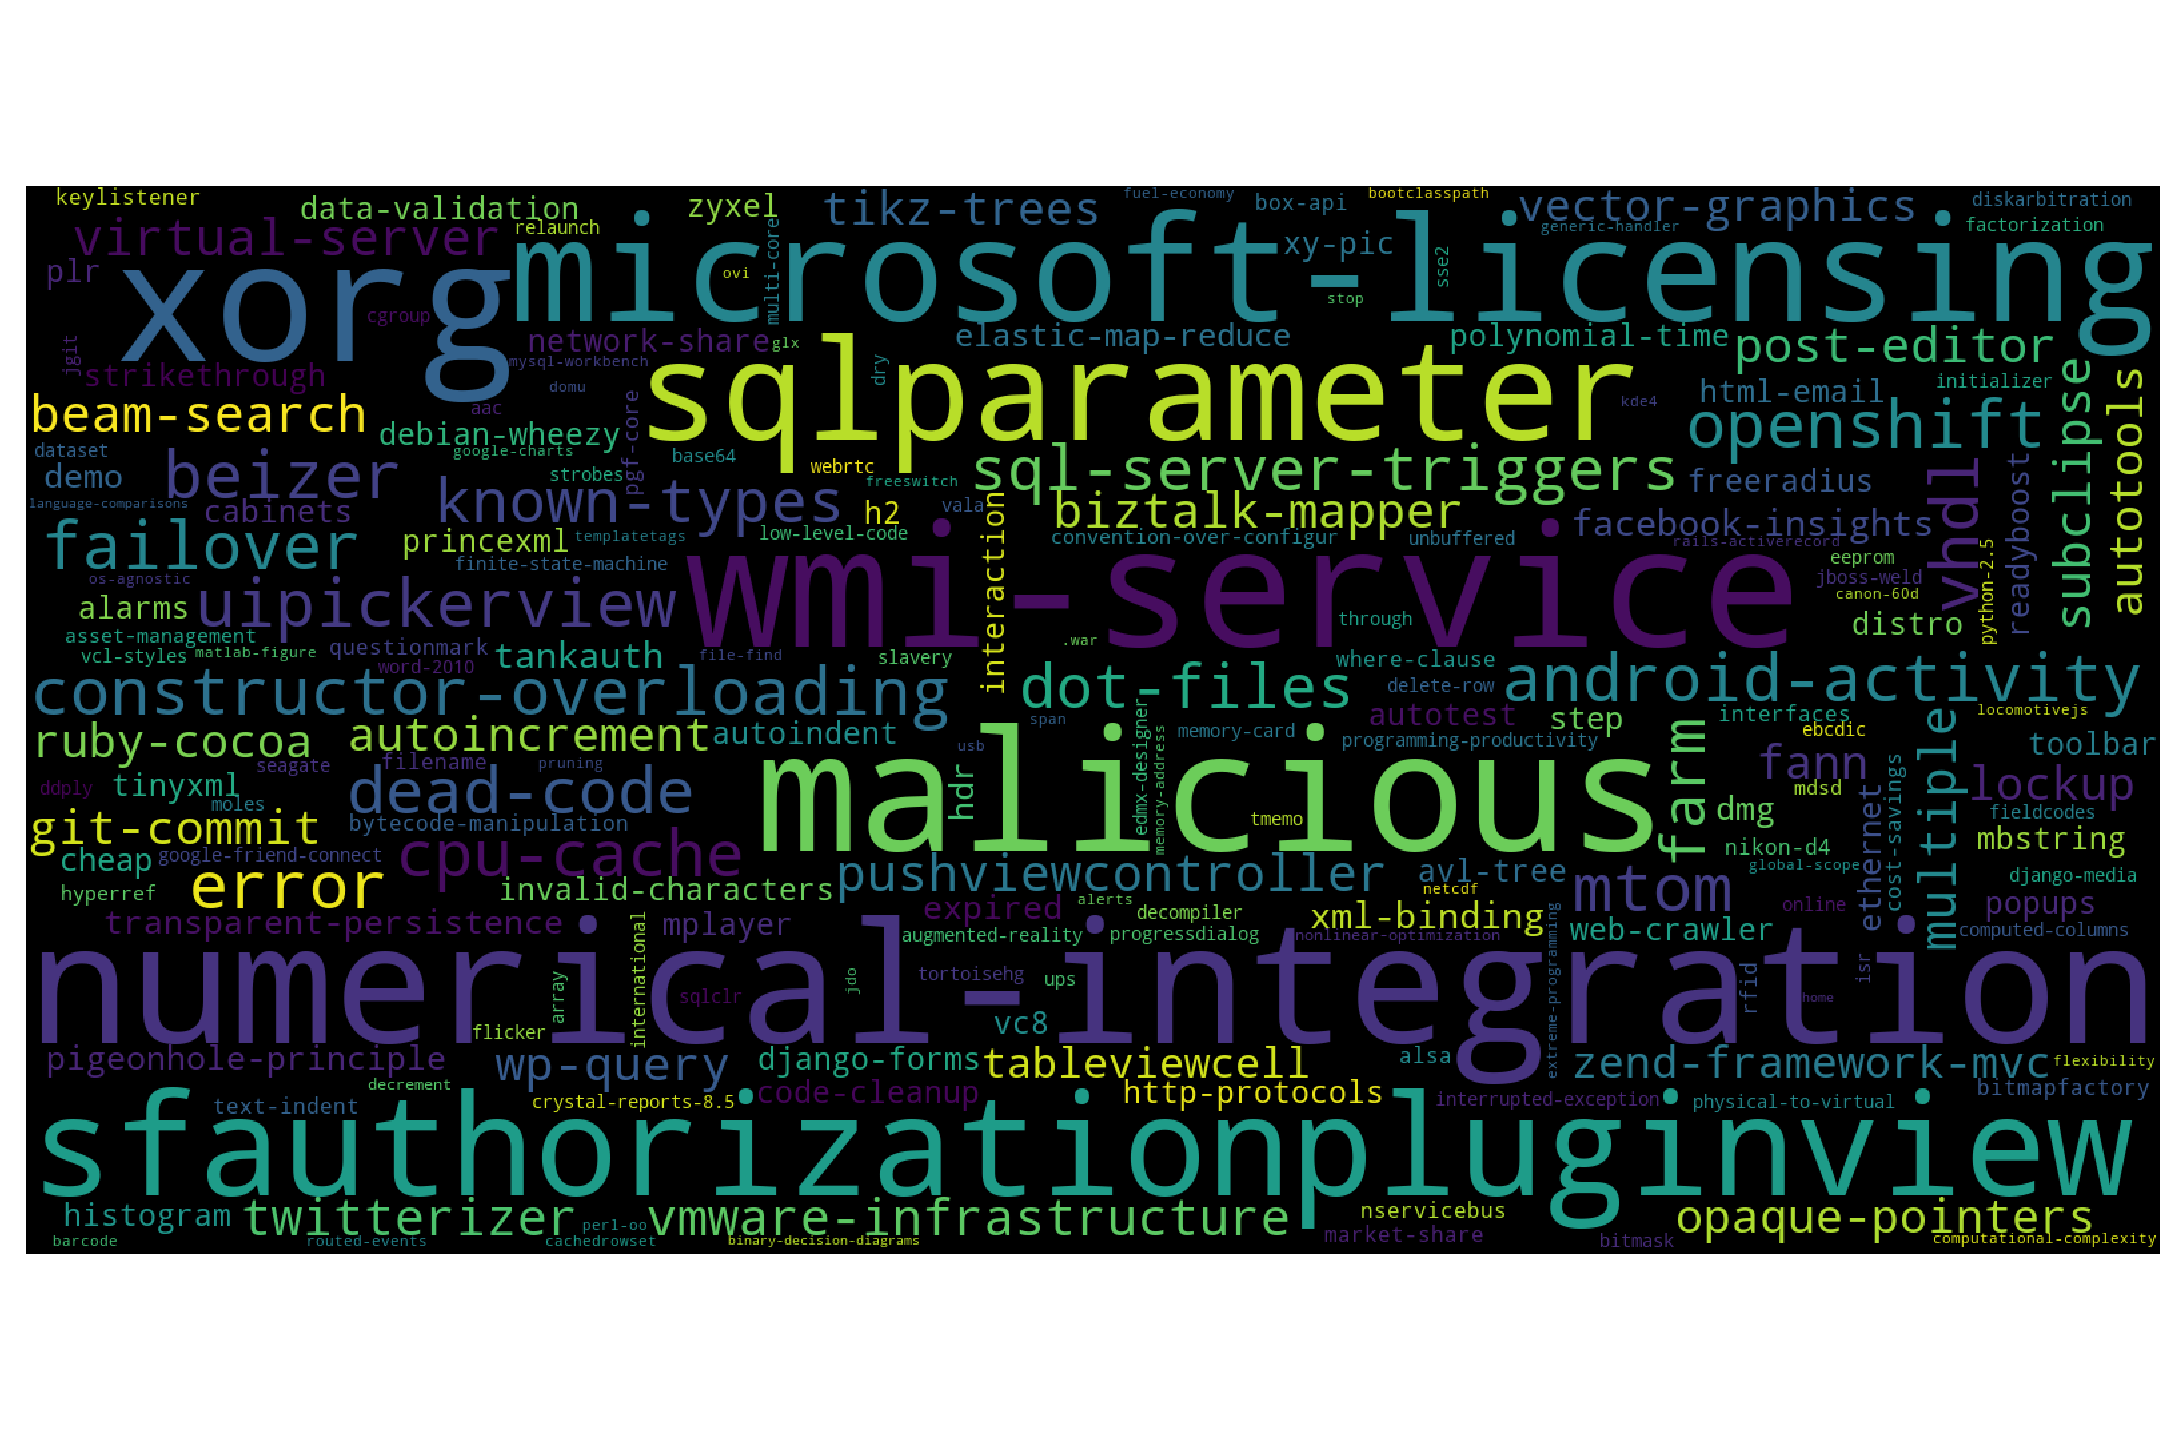 keylistener
data-validation
zyxel
tikz-trees
fuel-economy
box-api
bootclasspath
vector-graphics
diskarbitration
virtual-server
relaunch
multi-core
xy-pic
generic-handler
factorization
plr
xorg
microsoft-licensing
ovi
sse2
stop
cgroup
jgit
network-share
glx
elastic-map-reduce
polynomial-time
post-editor
strikethrough
mysql-workbench
dry
sqlparameter
domu
html-email
initializer
subclipse
autotools
beam-search
aac
pgf-core
kde4
openshift
debian-wheezy
dataset
google-charts
base64
webrtc
demo
beizer
strobes
freeswitch
sql-server-triggers
freeradius
vhdl
readyboost
language-comparisons
cabinets
known-types
h2
vala
interaction
biztalk-mapper
facebook-insights
failover
princexml
templatetags
low-level-code
convention-over-configur
unbuffered
rails-activerecord
finite-state-machine
eeprom
python-2.5
os-agnostic
jboss-weld
alarms
uipickerview
wmi-service
canon-60d
through
distro
asset-management
.war
vcl-styles
matlab-figure
questionmark
tankauth
file-find
slavery
where-clause
word-2010
constructor-overloading
dot-files
delete-row
android-activity
autotest
step
interfaces
locomotivejs
span
edmx-designer
ruby-cocoa
autoincrement
autoindent
usb
memory-card
memory-address
programming-productivity
farm
ebcdic
multiple
toolbar
seagate
filename
pruning
fann
ddply
tinyxml
dead-code
malicious
hdr
mdsd
lockup
cost-savings
moles
dmg
ethernet
fieldcodes
git-commit
bytecode-manipulation
tmemo
mbstring
cheap
google-friend-connect
cpu-cache
nikon-d4
global-scope
pushviewcontroller
avl-tree
django-media
hyperref
error
invalid-characters
netcdf
mtom
online
popups
alerts
transparent-persistence
international
mplayer
expired
decompiler
xml-binding
web-crawler
computed-columns
augmented-reality
progressdialog
nonlinear-optimization
extreme-programming
numerical-integration
array
sqlclr
jdo
tortoisehg
ups
rfid
isr
home
flicker
vc8
pigeonhole-principle
wp-query
django-forms
tableviewcell
alsa
zend-framework-mvc
flexibility
decrement
code-cleanup
http-protocols
bitmapfactory
text-indent
crystal-reports-8.5
interrupted-exception
physical-to-virtual
sfauthorizationpluginview
histogram
twitterizer
perl-oo
vmware-infrastructure
nservicebus
opaque-pointers
barcode
routed-events
cachedrowset
binary-decision-diagrams
market-share
bitmask
computational-complexity